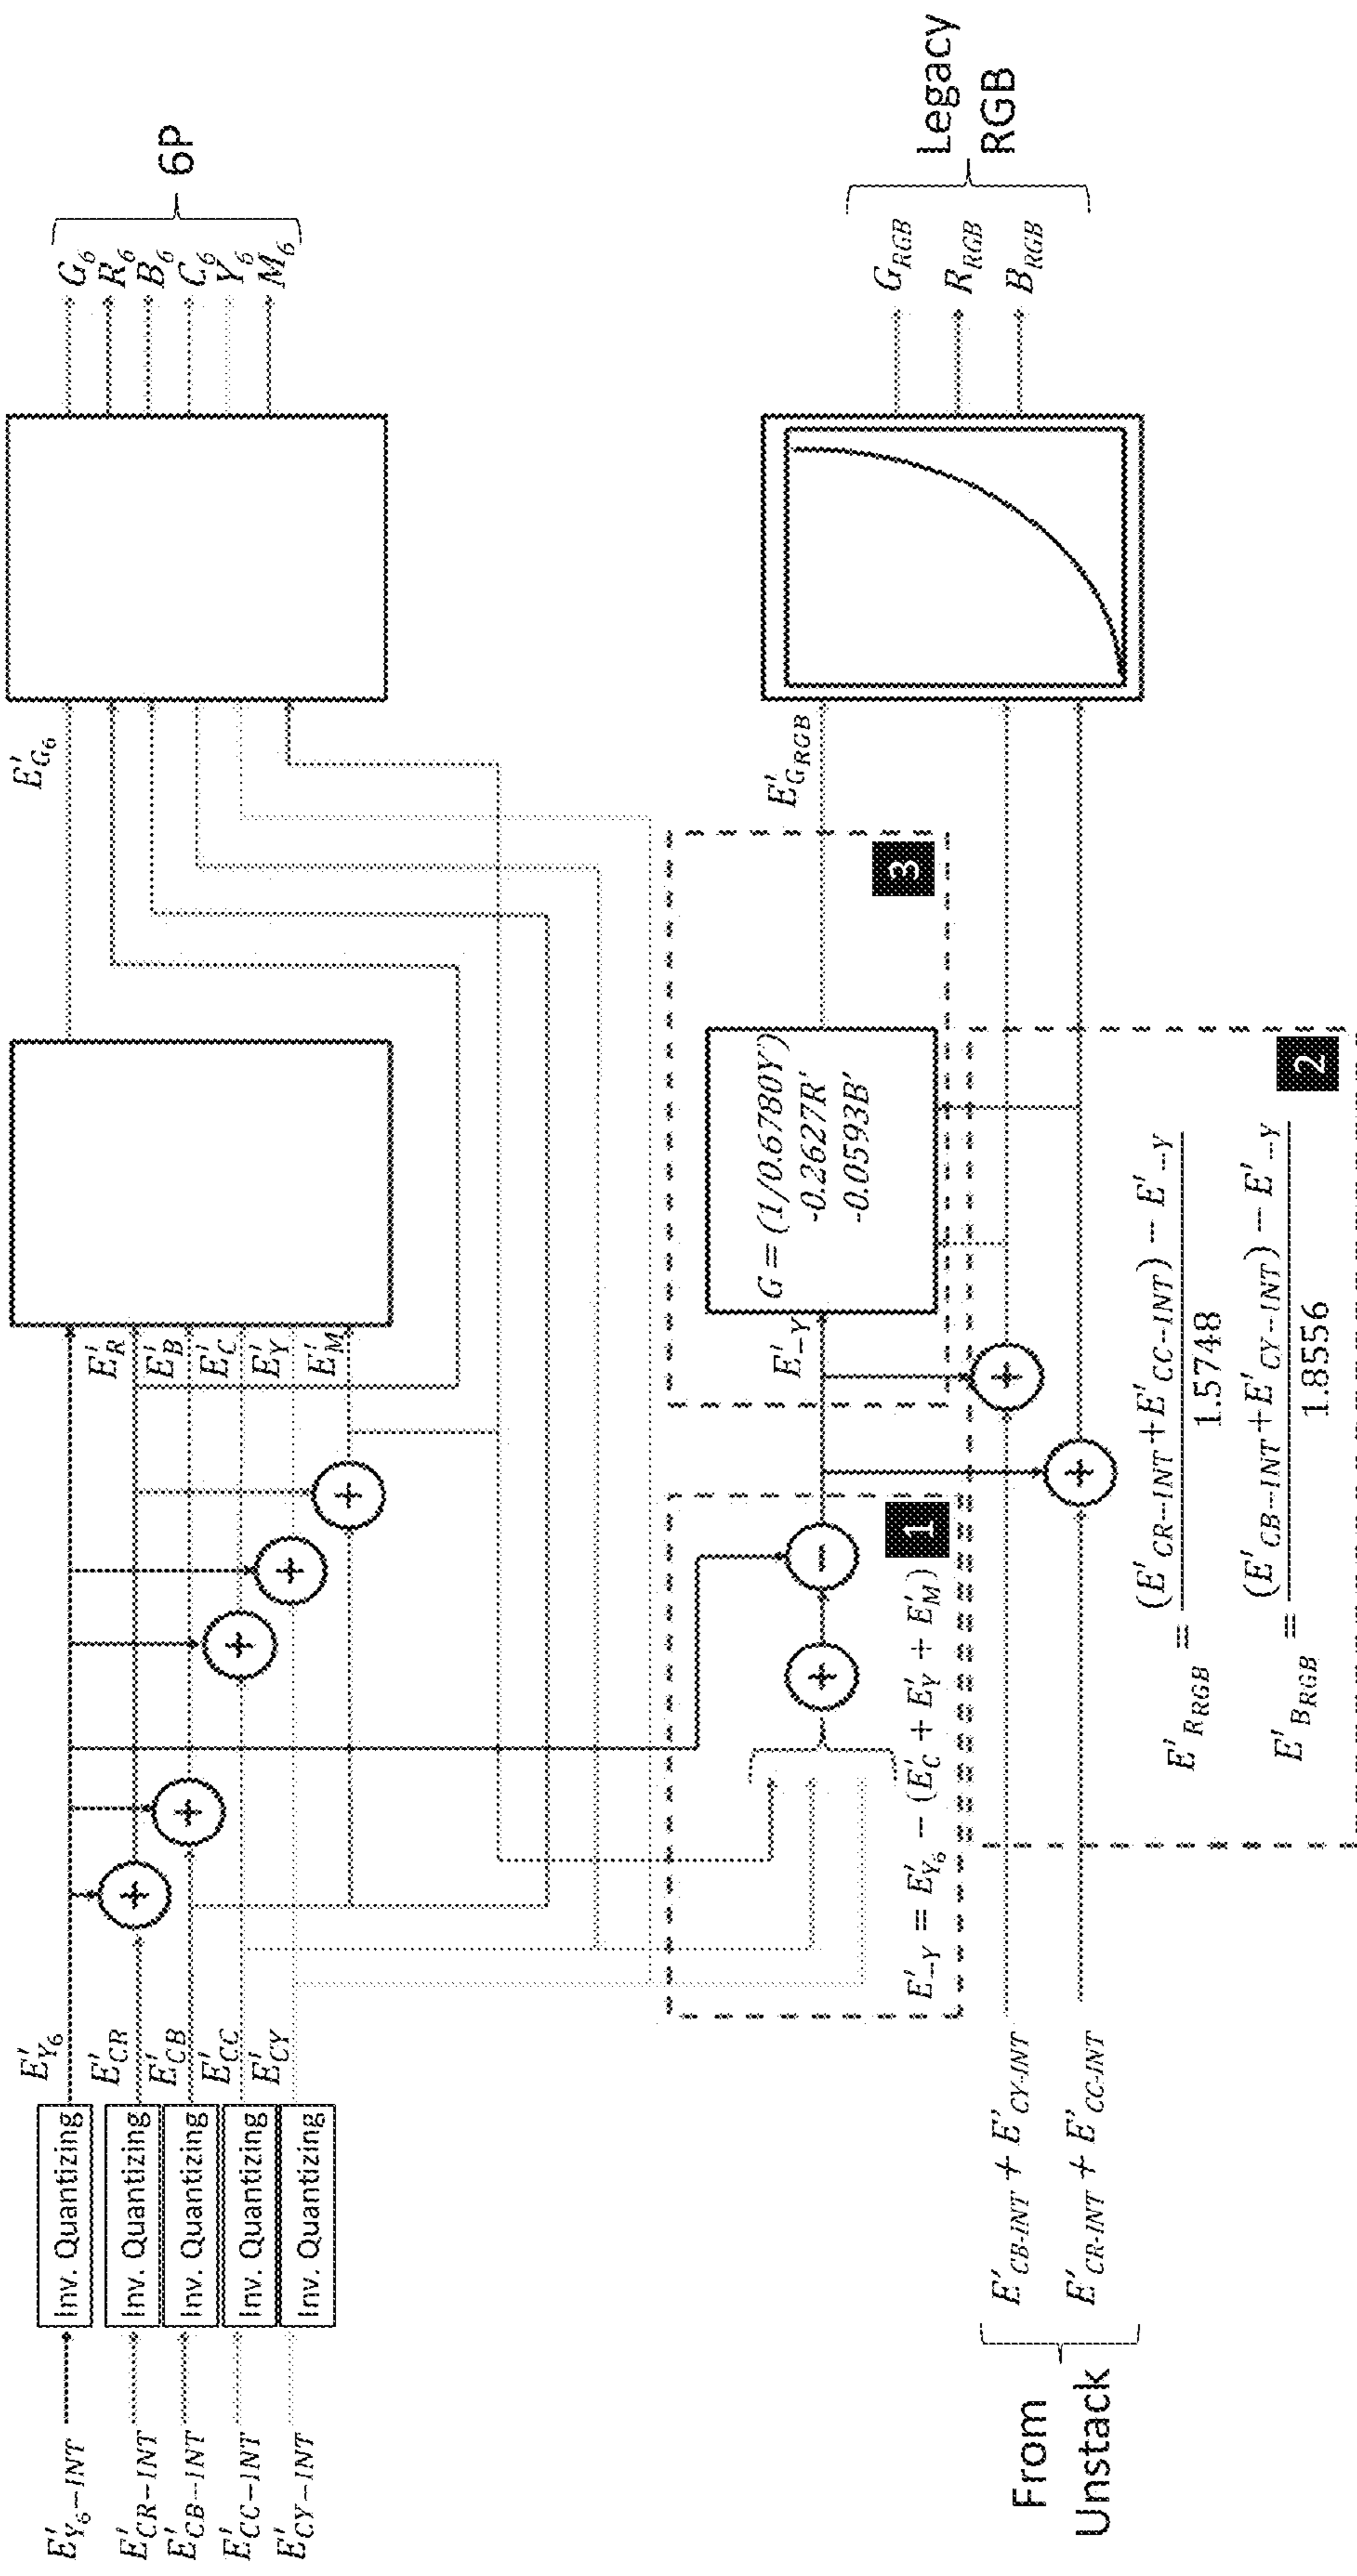 E'Y6-INT
E'CR-INT
E'CB-INT
E'CC-INT
E'CY-INT
Inv. Quantizing
Inv. Quantizing
Inv. Quantizing
Inv. Quantizing
Inv. Quantizing
E'Y6
E'CR
E'CB
E'CC
E'CY
+
+
+
+
+
E'R
E'B
E'C
E'Y
E'M
E'G6
G6
R6
B6
C6
Y6
M6
6P
+
−
E'−Y = E'Y6 − (E'C + E'Y + E'M)
1
E'−Y
G = (1/0.6780Y)
-0.2627R'
-0.0593B'
3
E'GRGB
From
Unstack
E'CB-INT + E'CY-INT
E'CR-INT + E'CC-INT
+
+
E'RRGB = (E'CR−INT+E'CC−INT) − E'−Y
1.5748
E'BRGB = (E'CB−INT+E'CY−INT) − E'−Y
1.8556
2
GRGB
RRGB
BRGB
Legacy
RGB